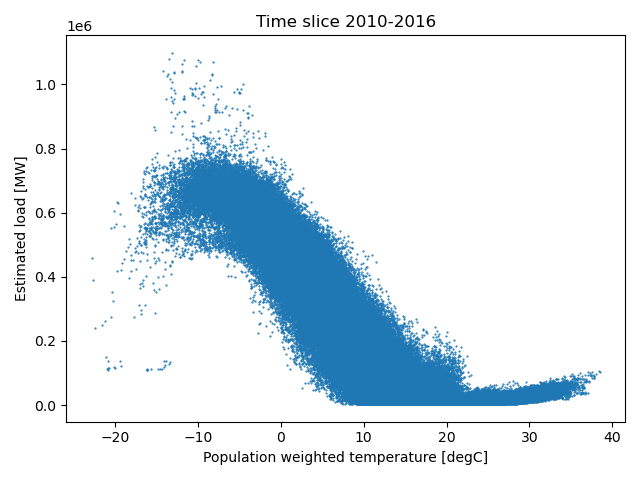 Time slice 2010-2016
1e6
1.0
0.8
0.6
0.4
0.2
0.0
Estimated load [MW]
−20 −10 0 10 20 30 40
Population weighted temperature [degC]